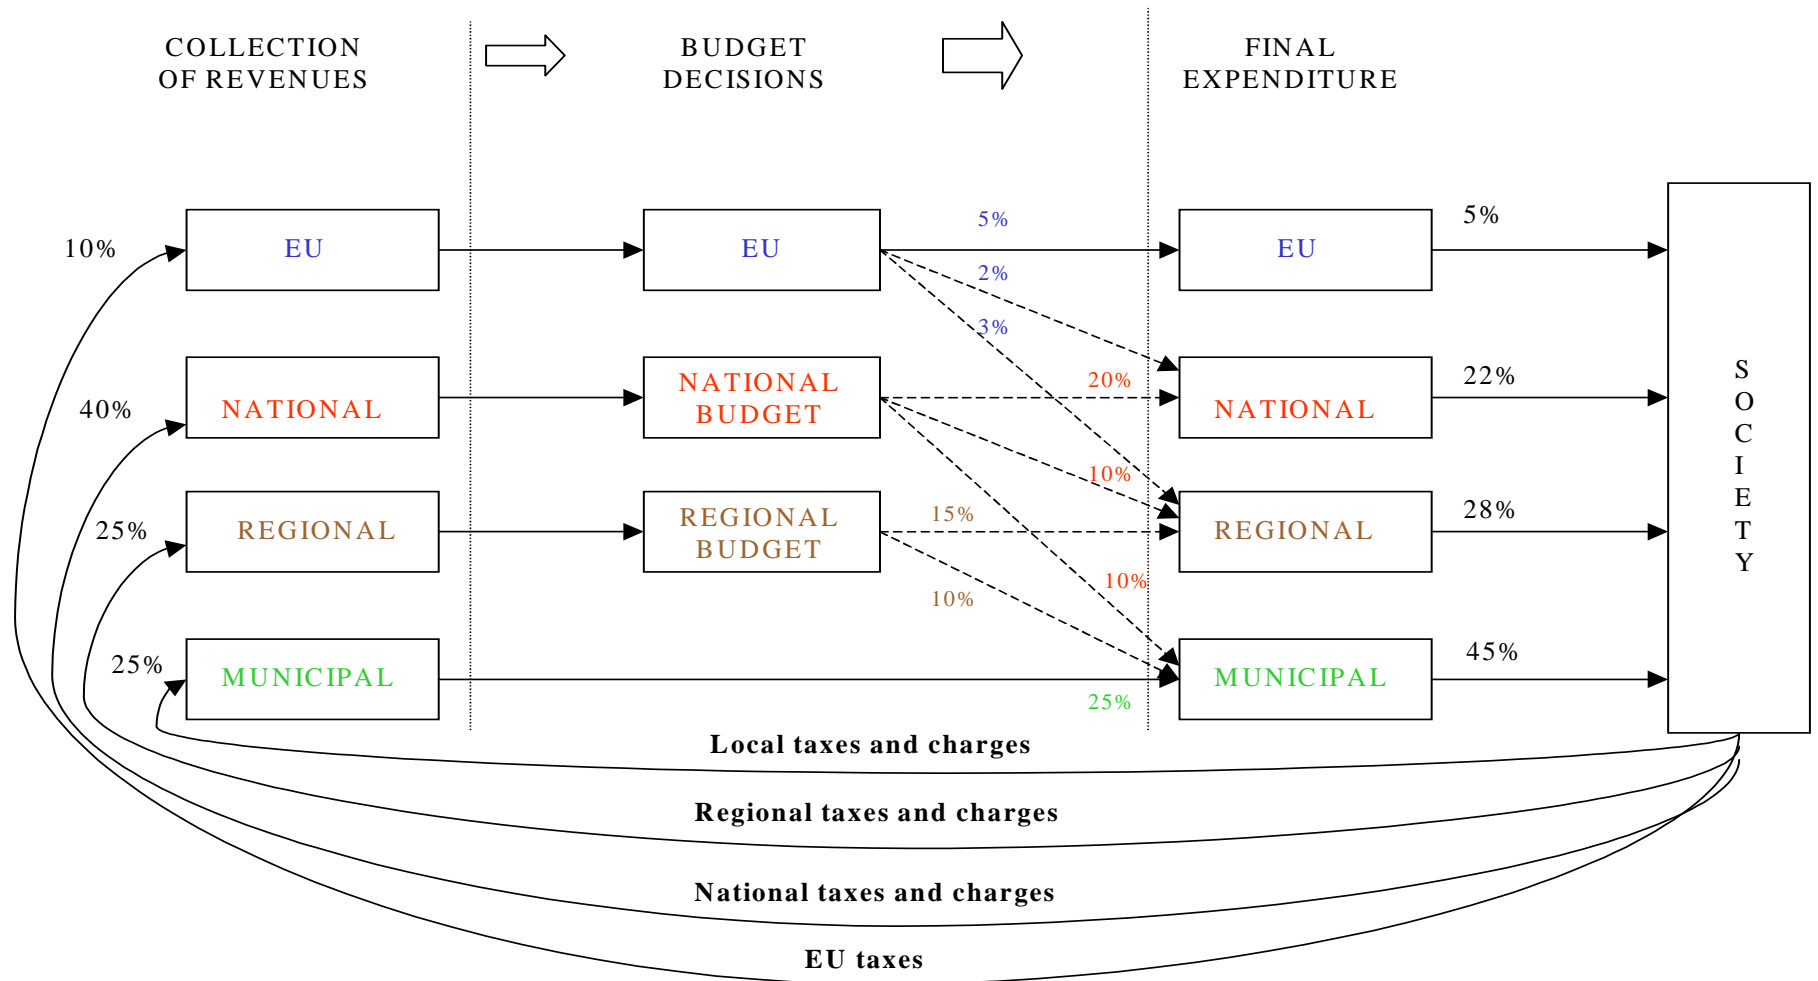 COLLECTION
OF REVENUES
BUDGET
DECISIONS
FINAL
EXPENDITURE
10%
EU
EU
5%
2%
3%
EU
5%
40%
NATIONAL
NATIONAL
BUDGET
20%
10%
10%
NATIONAL
22%
25%
REGIONAL
REGIONAL
BUDGET
15%
10%
REGIONAL
28%
25%
MUNICIPAL
25%
MUNICIPAL
45%
S
O
C
I
E
T
Y
Local taxes and charges
Regional taxes and charges
National taxes and charges
EU taxes